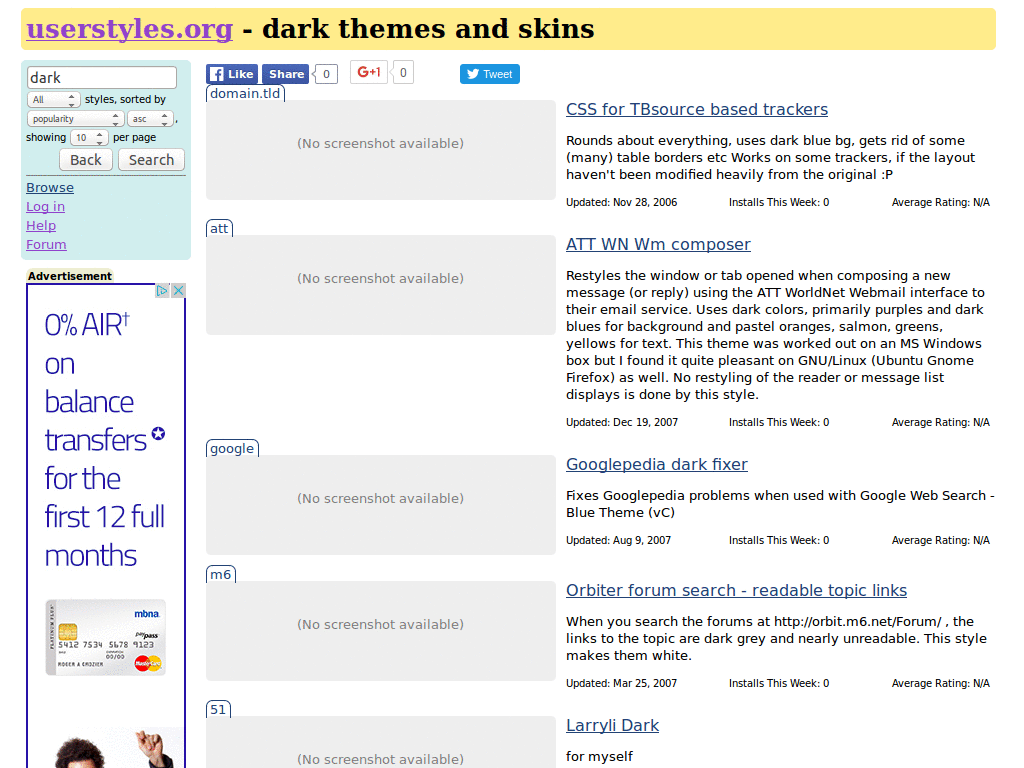 userstyles.org - dark themes and skins
dark
All styles, sorted by
popularity asc ,
showing 10 per page
Back Search
Browse
Log in
Help
Forum
Advertisement
0% AIR†
on
balance
transfers
for the
first 12 full
months
PLATINUM PLUS
mbna
paypass
5412 7534 5678 9123
00/00
MasterCard
Like Share 0 G+1 0 Tweet
domain.tld
(No screenshot available)
CSS for TBsource based trackers
Rounds about everything, uses dark blue bg, gets rid of some
(many) table borders etc Works on some trackers, if the layout
haven't been modified heavily from the original :P
Updated: Nov 28, 2006 Installs This Week: 0 Average Rating: N/A
att
(No screenshot available)
ATT WN Wm composer
Restyles the window or tab opened when composing a new
message (or reply) using the ATT WorldNet Webmail interface to
their email service. Uses dark colors, primarily purples and dark
blues for background and pastel oranges, salmon, greens,
yellows for text. This theme was worked out on an MS Windows
box but I found it quite pleasant on GNU/Linux (Ubuntu Gnome
Firefox) as well. No restyling of the reader or message list
displays is done by this style.
Updated: Dec 19, 2007 Installs This Week: 0 Average Rating: N/A
google
(No screenshot available)
Googlepedia dark fixer
Fixes Googlepedia problems when used with Google Web Search -
Blue Theme (vC)
Updated: Aug 9, 2007 Installs This Week: 0 Average Rating: N/A
m6
(No screenshot available)
Orbiter forum search - readable topic links
When you search the forums at http://orbit.m6.net/Forum/ , the
links to the topic are dark grey and nearly unreadable. This style
makes them white.
Updated: Mar 25, 2007 Installs This Week: 0 Average Rating: N/A
51
(No screenshot available)
Larryli Dark
for myself